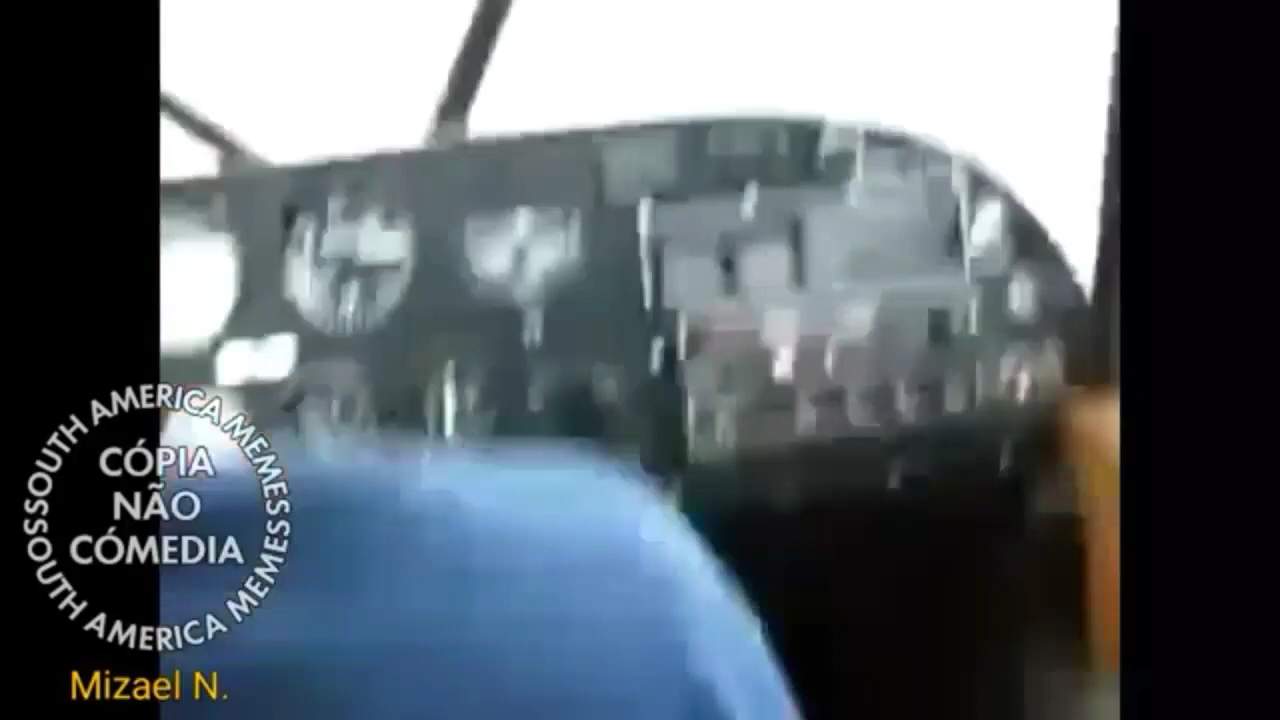 SOUTH AMERICA MEMES
CÓPIA
NÃO
CÓMEDIA
SOUTH AMERICA MEMES
Mizael N.